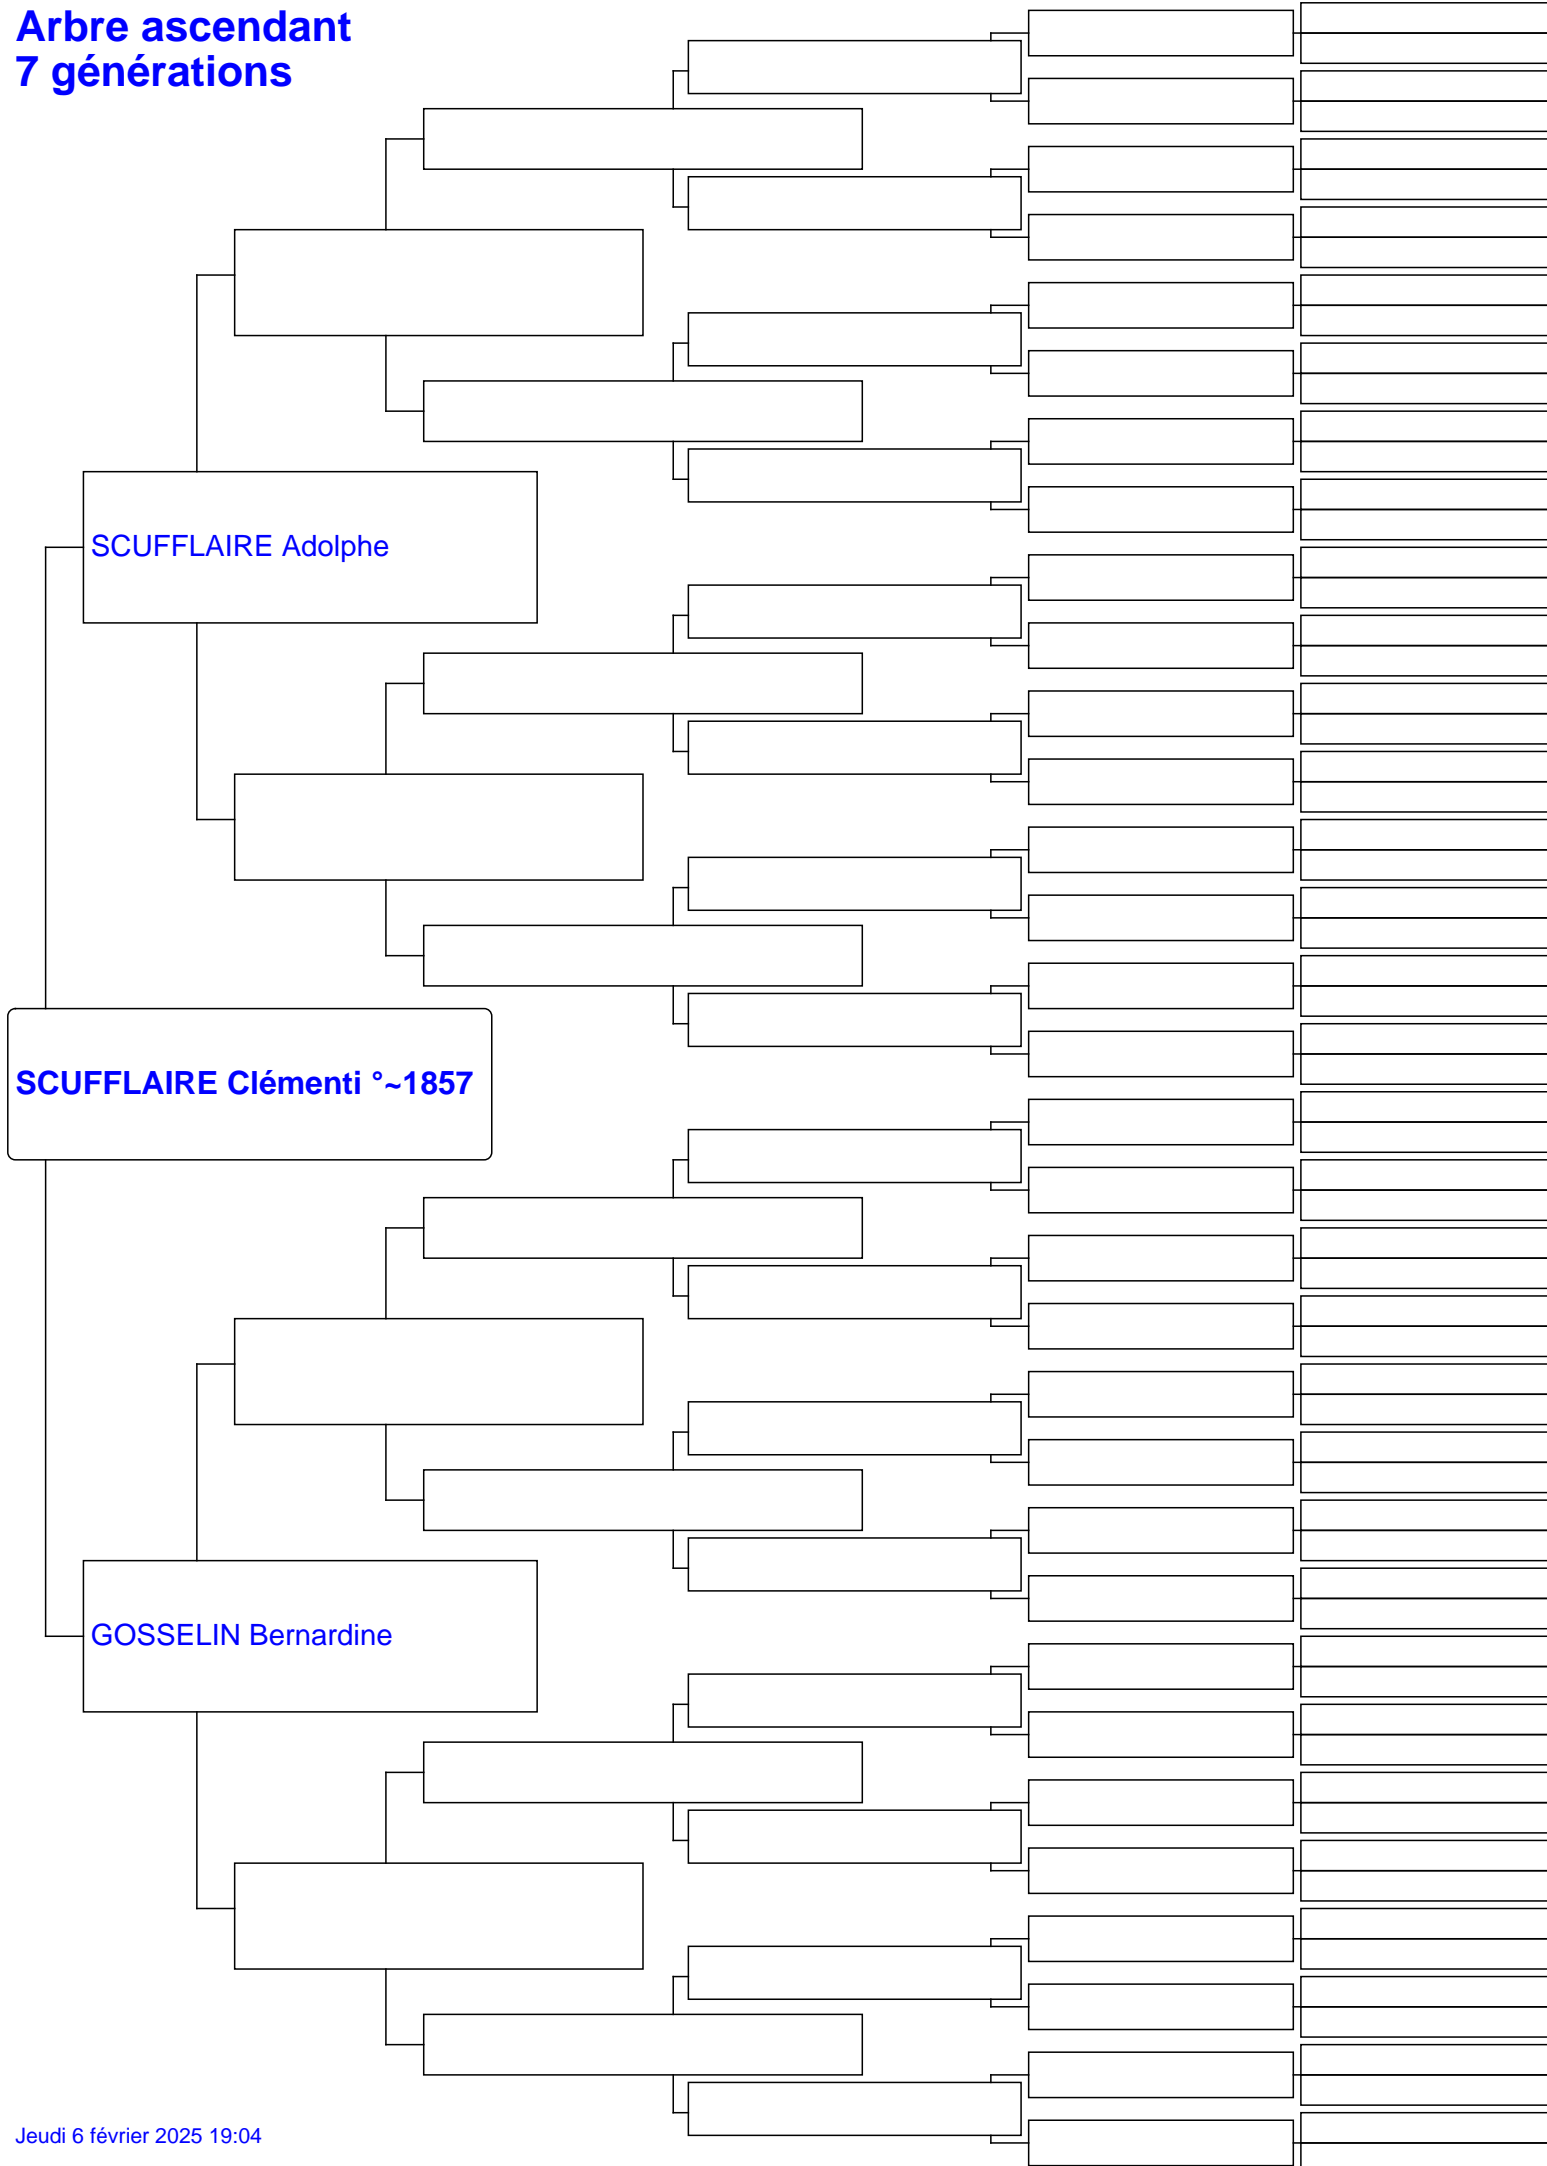 Arbre ascendant
7 générations
SCUFFLAIRE Adolphe
SCUFFLAIRE Clémenti °~1857
GOSSELIN Bernardine
Jeudi 6 février 2025 19:04